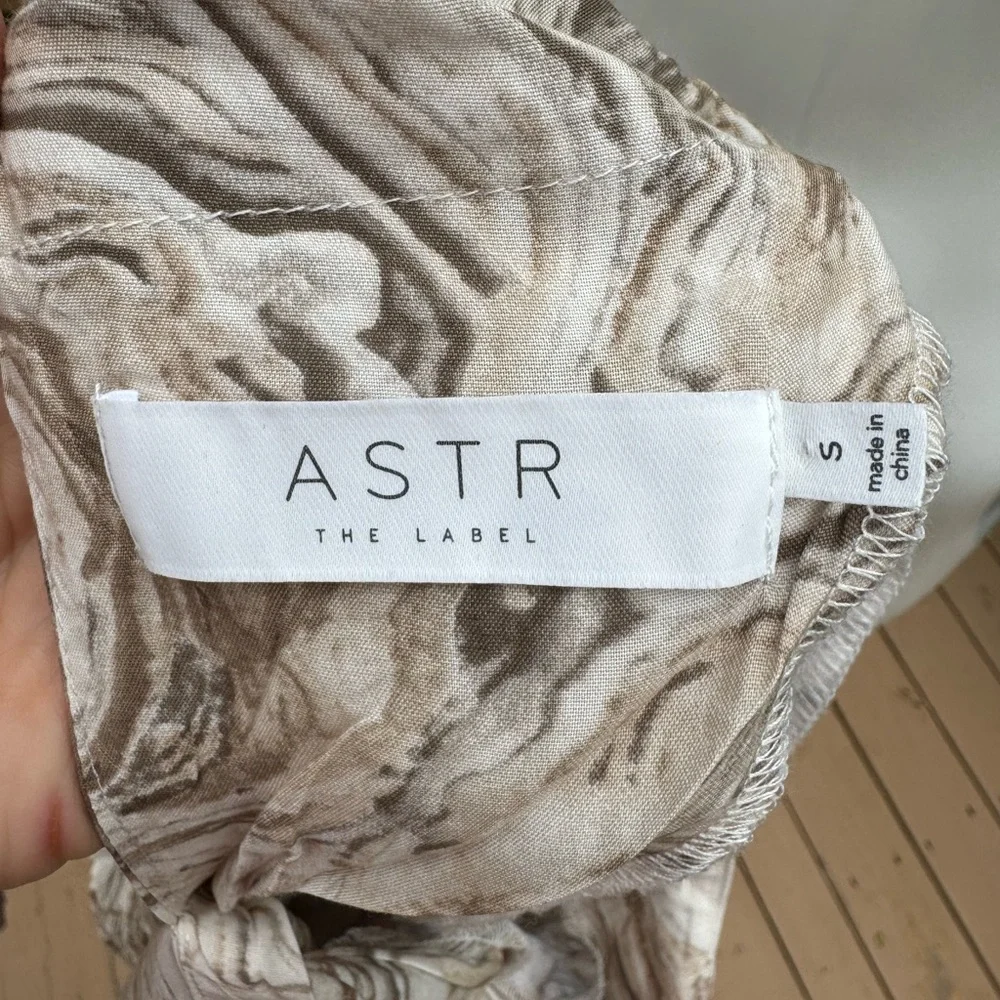 ASTR
THE LABEL
S
made in
china